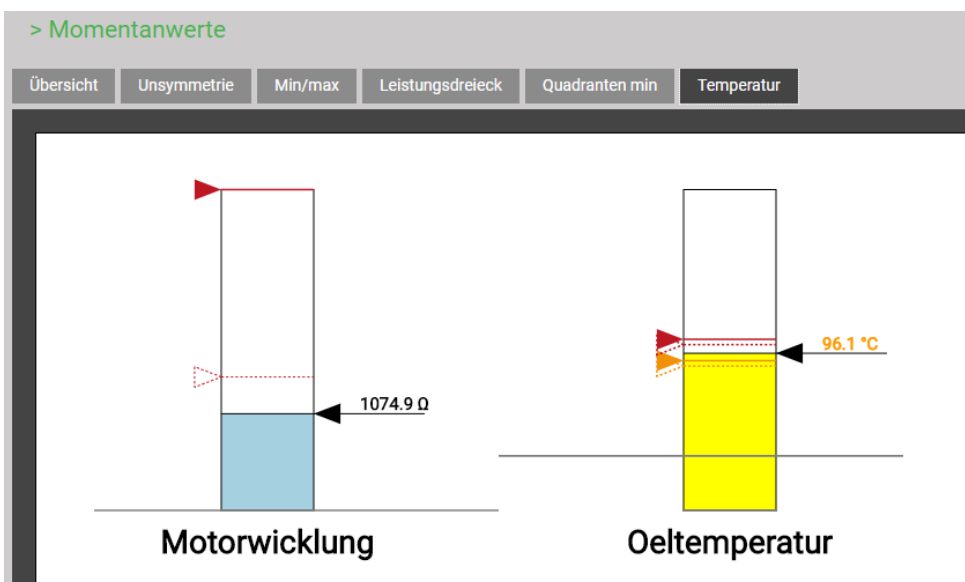 > Momentanwerte
Übersicht Unsymmetrie Min/max Leistungsdreieck Quadranten min Temperatur
1074.9 Ω
96.1 °C
Motorwicklung
Oeltemperatur